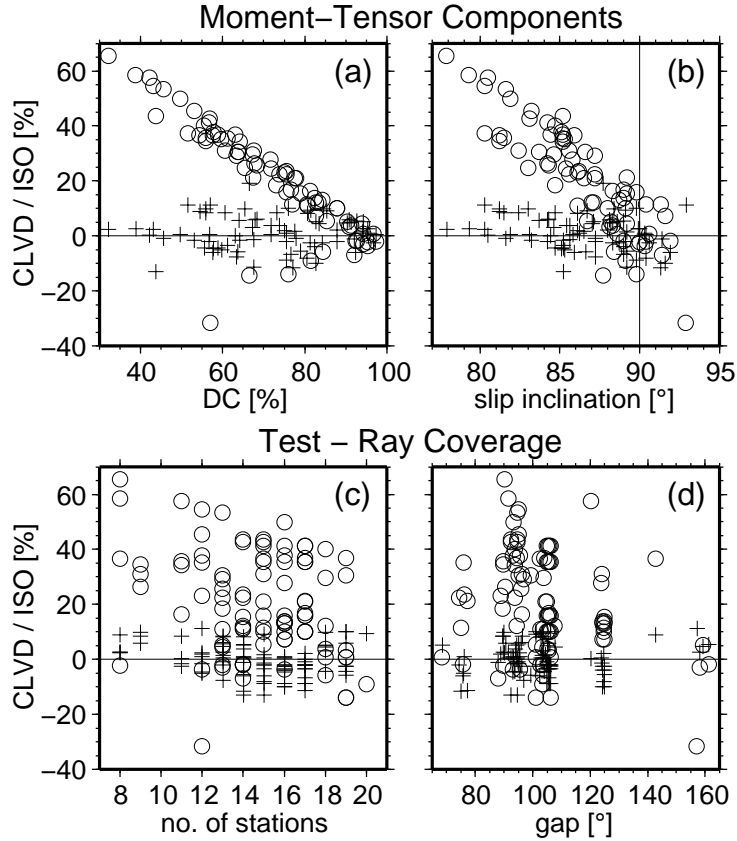 Moment−Tensor Components
CLVD / ISO [%]
60
40
20
0
−20
−40
(a)
(b)
40 60 80 100
80 85 90 95
DC [%]
slip inclination [°]
Test − Ray Coverage
CLVD / ISO [%]
60
40
20
0
−20
−40
(c)
(d)
8 10 12 14 16 18 20
80 100 120 140 160
no. of stations
gap [°]